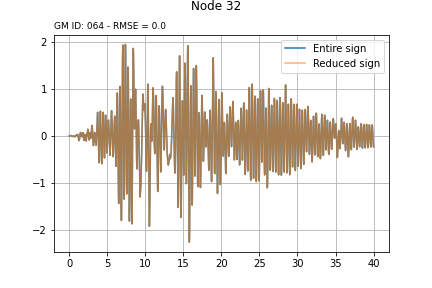 Node 32
GM ID: 064 - RMSE = 0.0
Entire sign
Reduced sign
2
1
0
−1
−2
0 5 10 15 20 25 30 35 40